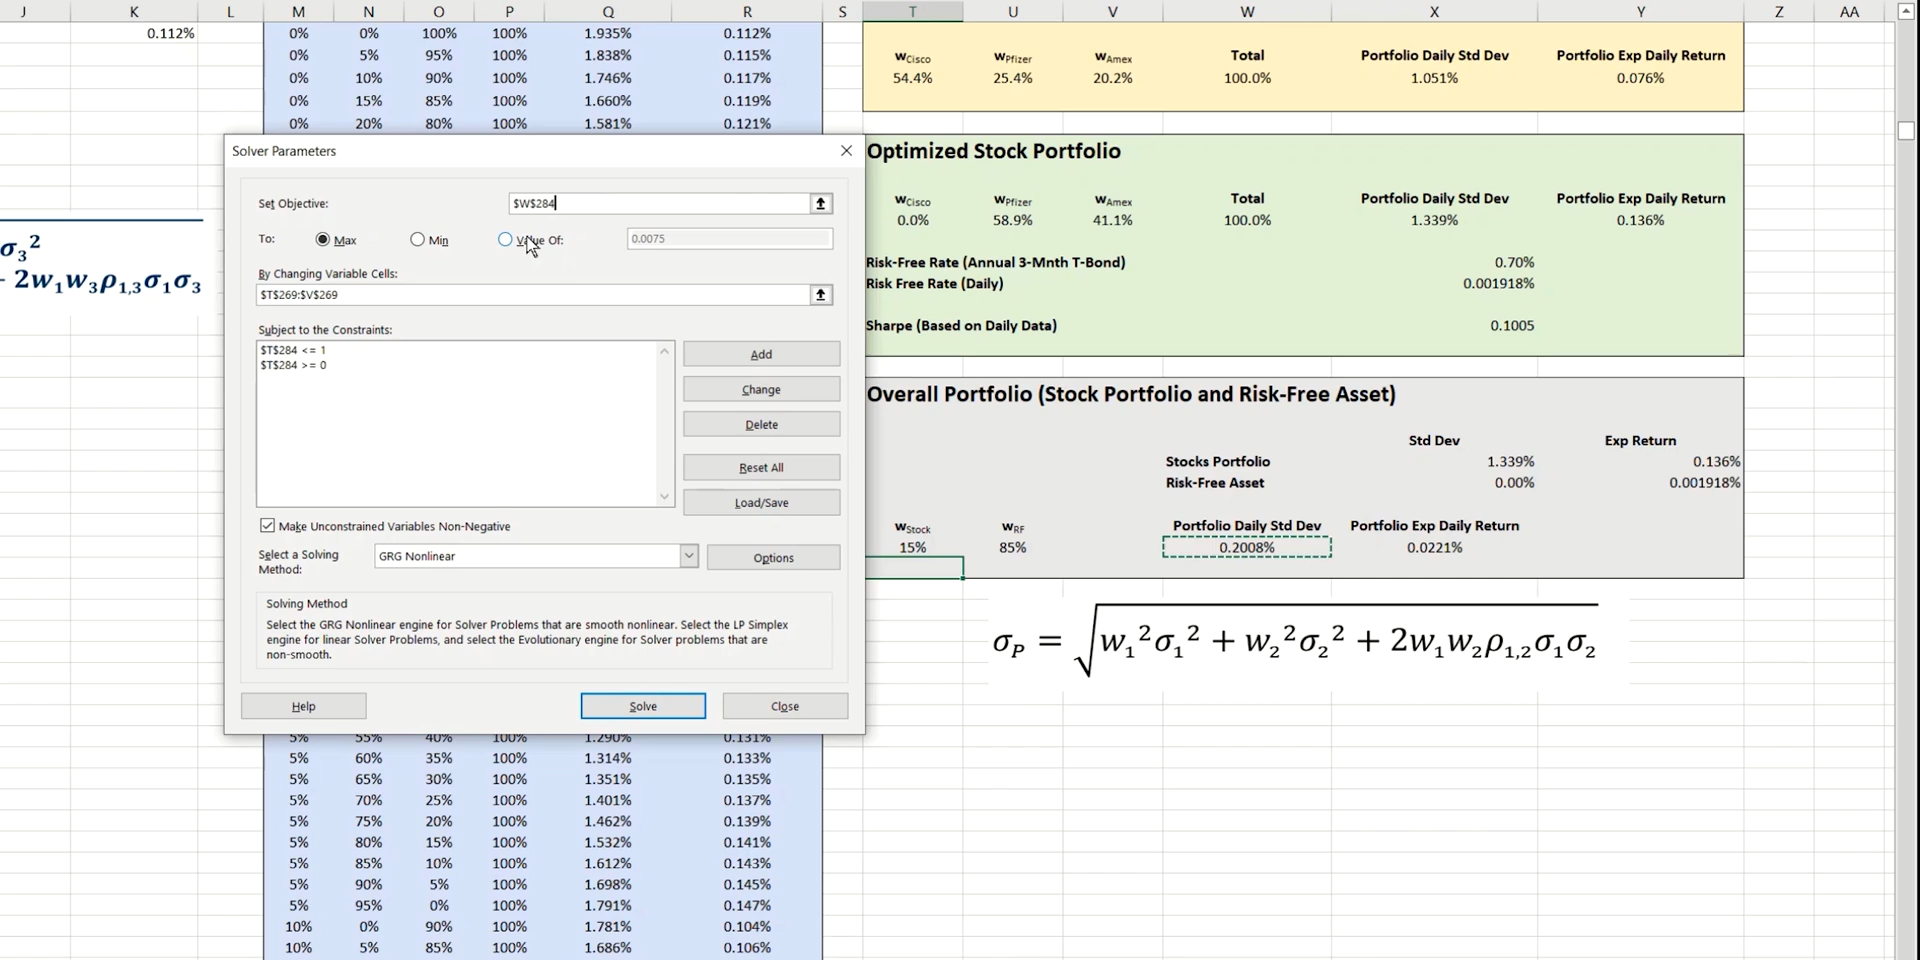 J K L M N O P Q R S T U V W X Y Z AA
0.112% 0% 0% 100% 100% 1.935% 0.112%
0% 5% 95% 100% 1.838% 0.115% wCisco wPfizer wAmex Total Portfolio Daily Std Dev Portfolio Exp Daily Return
0% 10% 90% 100% 1.746% 0.117% 54.4% 25.4% 20.2% 100.0% 1.051% 0.076%
0% 15% 85% 100% 1.660% 0.119%
0% 20% 80% 100% 1.581% 0.121%
Solver Parameters
Set Objective: $W$284
To: Max Min Value Of: 0.0075
By Changing Variable Cells:
$T$269:$V$269
Subject to the Constraints:
$T$284 <= 1
$T$284 >= 0
Add
Change
Delete
Reset All
Load/Save
Make Unconstrained Variables Non-Negative
Select a Solving Method: GRG Nonlinear Options
Solving Method
Select the GRG Nonlinear engine for Solver Problems that are smooth nonlinear. Select the LP Simplex
engine for linear Solver Problems, and select the Evolutionary engine for Solver problems that are
non-smooth.
Help Solve Close
Optimized Stock Portfolio
wCisco wPfizer wAmex Total Portfolio Daily Std Dev Portfolio Exp Daily Return
0.0% 58.9% 41.1% 100.0% 1.339% 0.136%
Risk-Free Rate (Annual 3-Mnth T-Bond) 0.70%
Risk Free Rate (Daily) 0.001918%
Sharpe (Based on Daily Data) 0.1005
Overall Portfolio (Stock Portfolio and Risk-Free Asset)
Std Dev Exp Return
Stocks Portfolio 1.339% 0.136%
Risk-Free Asset 0.00% 0.001918%
wStock wRF Portfolio Daily Std Dev Portfolio Exp Daily Return
15% 85% 0.2008% 0.0221%
σP = √w₁²σ₁² + w₂²σ₂² + 2w₁w₂ρ₁,₂σ₁σ₂
σ₃²
- 2w₁w₃ρ₁,₃σ₁σ₃
5% 55% 40% 100% 1.290% 0.131%
5% 60% 35% 100% 1.314% 0.133%
5% 65% 30% 100% 1.351% 0.135%
5% 70% 25% 100% 1.401% 0.137%
5% 75% 20% 100% 1.462% 0.139%
5% 80% 15% 100% 1.532% 0.141%
5% 85% 10% 100% 1.612% 0.143%
5% 90% 5% 100% 1.698% 0.145%
5% 95% 0% 100% 1.791% 0.147%
10% 0% 90% 100% 1.781% 0.104%
10% 5% 85% 100% 1.686% 0.106%